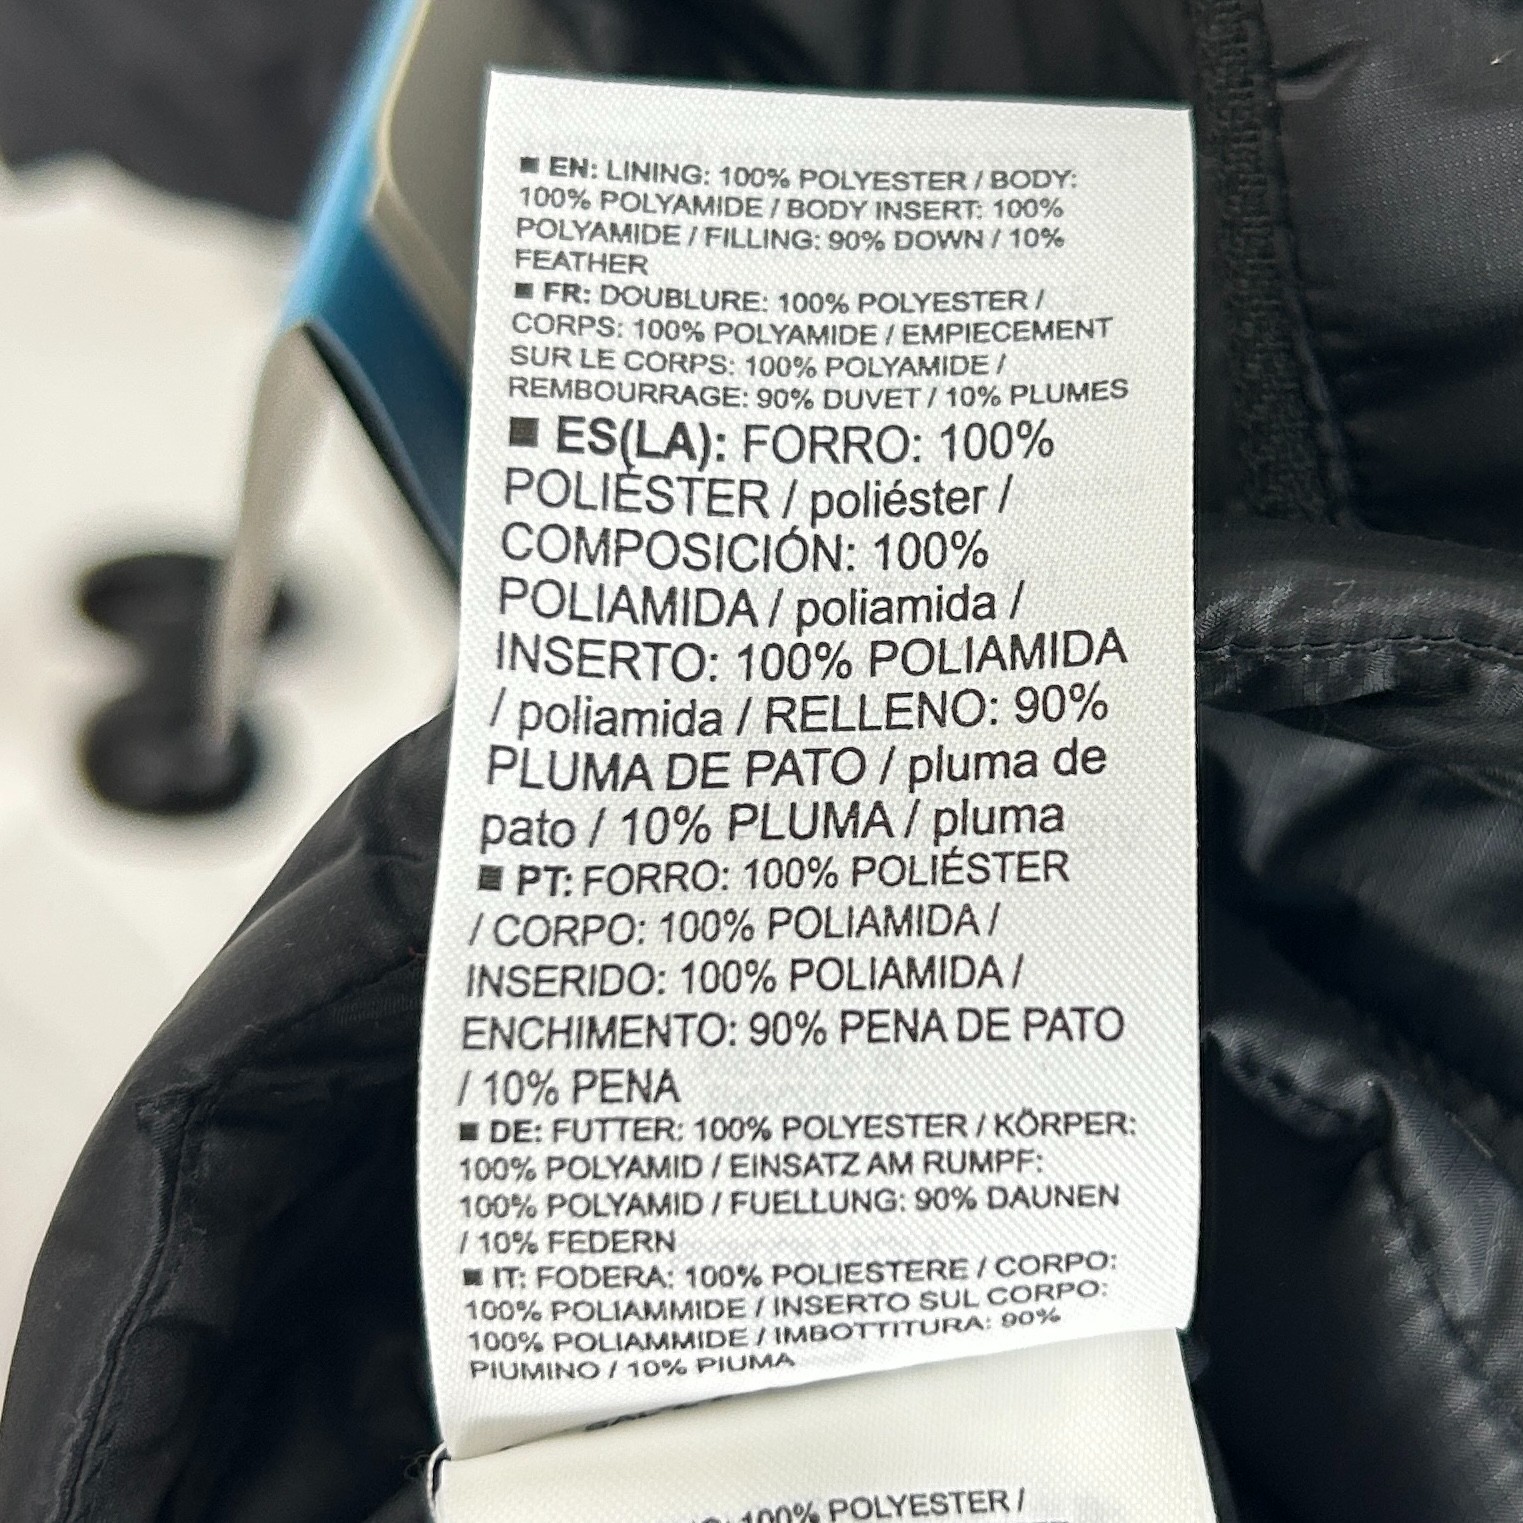 ■ EN: LINING: 100% POLYESTER / BODY:
100% POLYAMIDE / BODY INSERT: 100%
POLYAMIDE / FILLING: 90% DOWN / 10%
FEATHER
■ FR: DOUBLURE: 100% POLYESTER /
CORPS: 100% POLYAMIDE / EMPIECEMENT
SUR LE CORPS: 100% POLYAMIDE /
REMBOURRAGE: 90% DUVET / 10% PLUMES
■ ES(LA): FORRO: 100%
POLIÉSTER / poliéster /
COMPOSICIÓN: 100%
POLIAMIDA / poliamida /
INSERTO: 100% POLIAMIDA
/ poliamida / RELLENO: 90%
PLUMA DE PATO / pluma de
pato / 10% PLUMA / pluma
■ PT: FORRO: 100% POLIÉSTER
/ CORPO: 100% POLIAMIDA /
INSERIDO: 100% POLIAMIDA /
ENCHIMENTO: 90% PENA DE PATO
/ 10% PENA
■ DE: FUTTER: 100% POLYESTER / KÖRPER:
100% POLYAMID / EINSATZ AM RUMPF:
100% POLYAMID / FUELLUNG: 90% DAUNEN
/ 10% FEDERN
■ IT: FODERA: 100% POLIESTERE / CORPO:
100% POLIAMMIDE / INSERTO SUL CORPO:
100% POLIAMMIDE / IMBOTTITURA: 90%
PIUMINO / 10% PIUMA
100% POLYESTER /